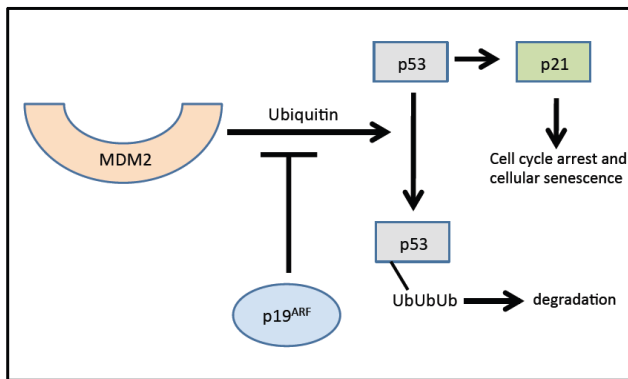 p53
p21
Ubiquitin
MDM2
Cell cycle arrest and
cellular senescence
p53
UbUbUb
degradation
p19ARF